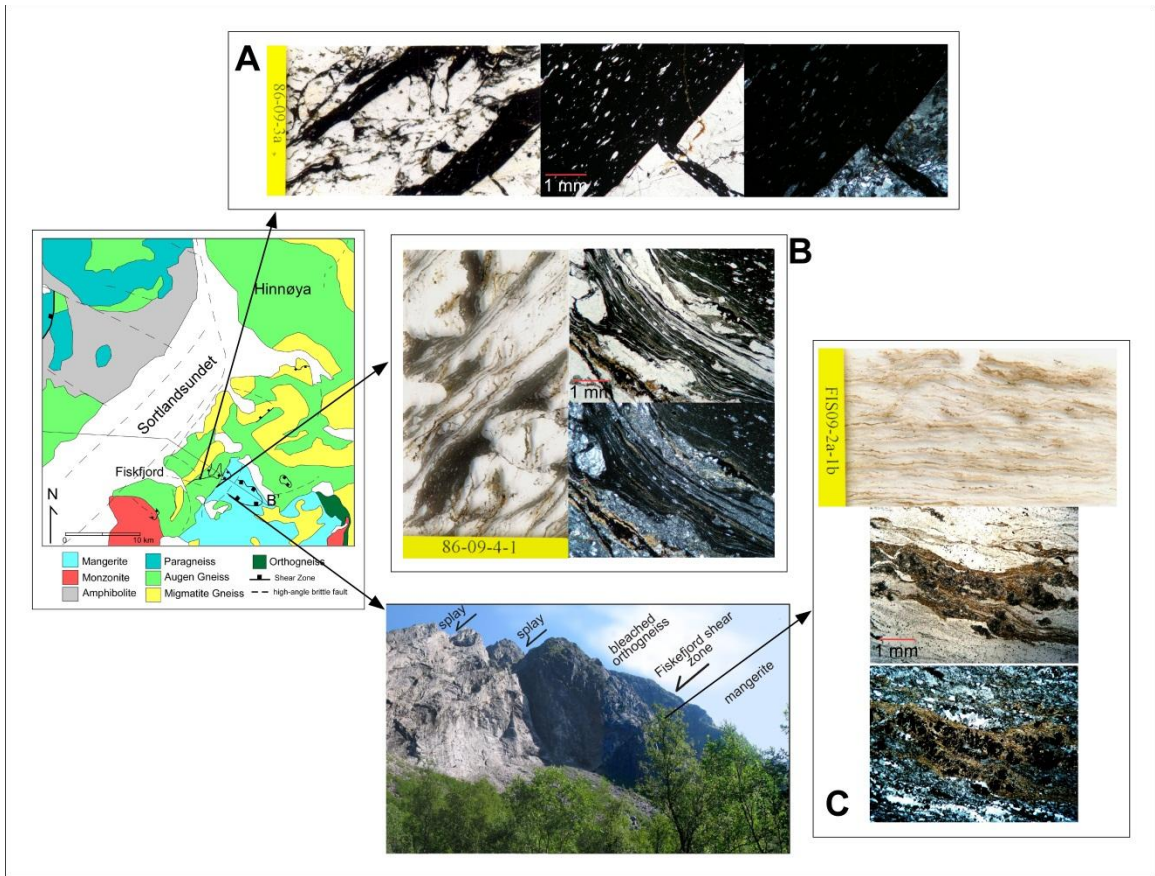 A
86-09-3a
1 mm
B
86-09-4-1
1 mm
Hinnøya
Sortlandsundet
Fiskfjord
B'
N
0 10 km
Mangerite
Monzonite
Amphibolite
Paragneiss
Augen Gneiss
Migmatite Gneiss
Orthogneiss
Shear Zone
high-angle brittle fault
splay
splay
bleached
orthogneiss
Fiskefjord shear
zone
mangerite
FIS09-2a-1b
1 mm
C